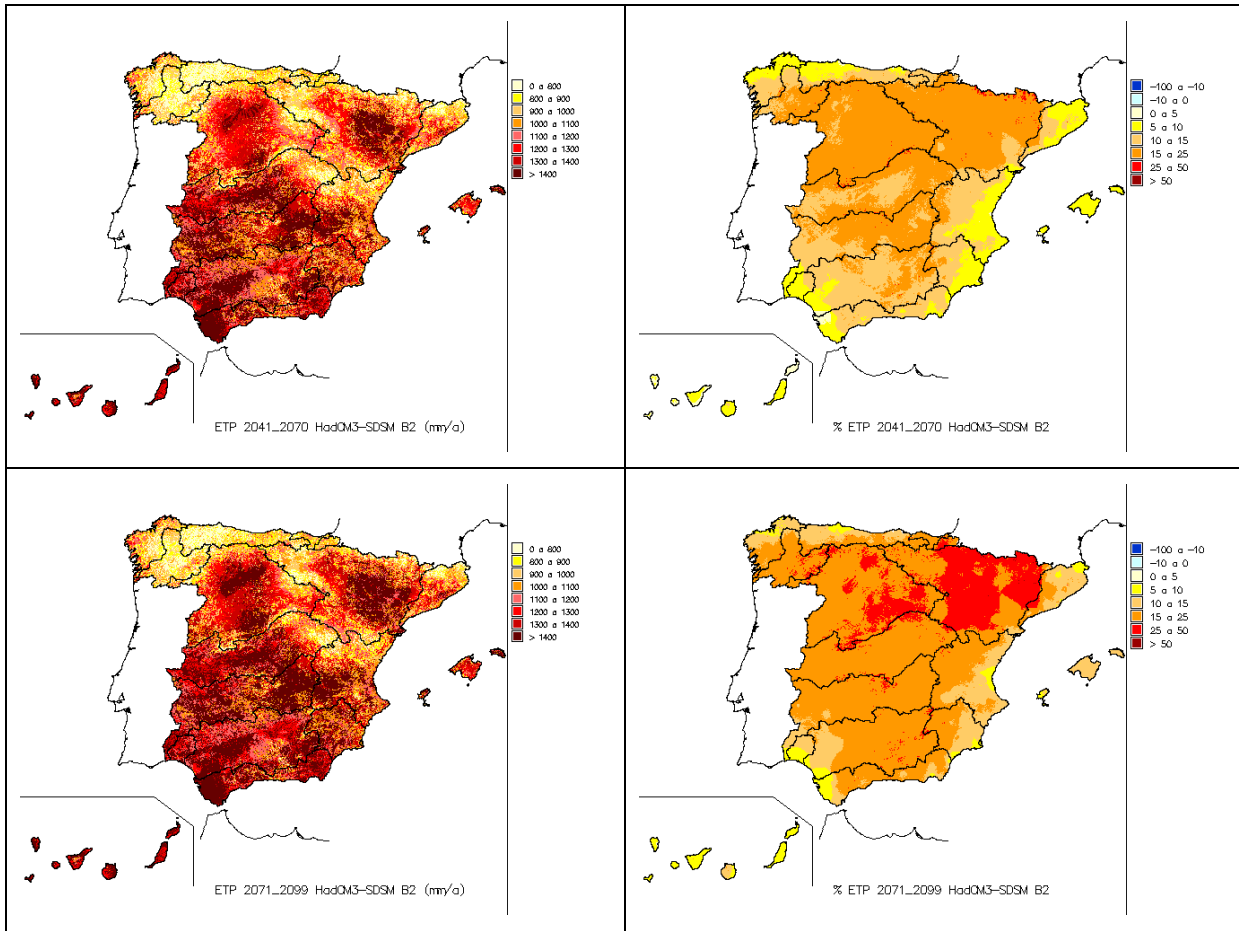 0 a 800
800 a 900
900 a 1000
1000 a 1100
1100 a 1200
1200 a 1300
1300 a 1400
> 1400
ETP 2041_2070 HadCM3-SDSM B2 (mm/a)
-100 a -10
-10 a 0
0 a 5
5 a 10
10 a 15
15 a 25
25 a 50
> 50
% ETP 2041_2070 HadCM3-SDSM B2
0 a 800
800 a 900
900 a 1000
1000 a 1100
1100 a 1200
1200 a 1300
1300 a 1400
> 1400
ETP 2071_2099 HadCM3-SDSM B2 (mm/a)
-100 a -10
-10 a 0
0 a 5
5 a 10
10 a 15
15 a 25
25 a 50
> 50
% ETP 2071_2099 HadCM3-SDSM B2